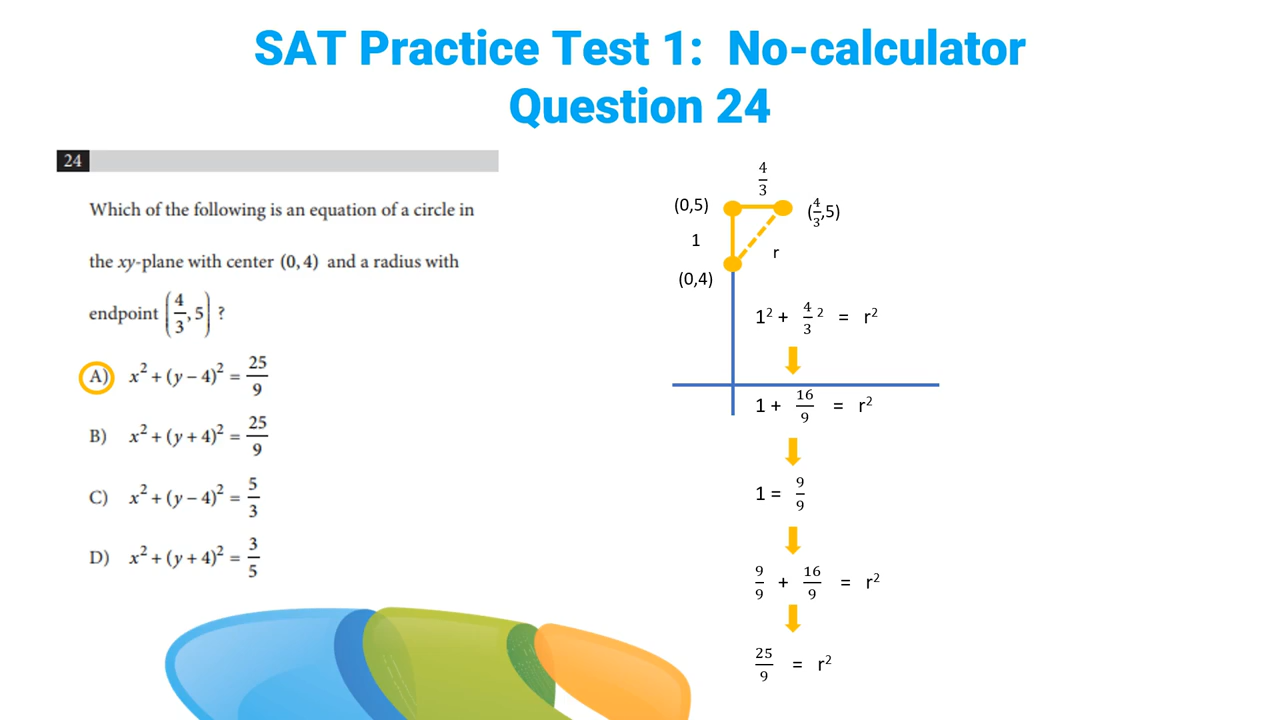 SAT Practice Test 1:  No-calculator
Question 24
24
Which of the following is an equation of a circle in
the xy-plane with center (0, 4) and a radius with
endpoint (4/3, 5) ?
A) x² + (y − 4)² = 25/9
B) x² + (y + 4)² = 25/9
C) x² + (y − 4)² = 5/3
D) x² + (y + 4)² = 3/5
4/3
(0,5)
(4/3,5)
1
r
(0,4)
1² + 4/3 ² = r²
1 + 16/9 = r²
1 = 9/9
9/9 + 16/9 = r²
25/9 = r²